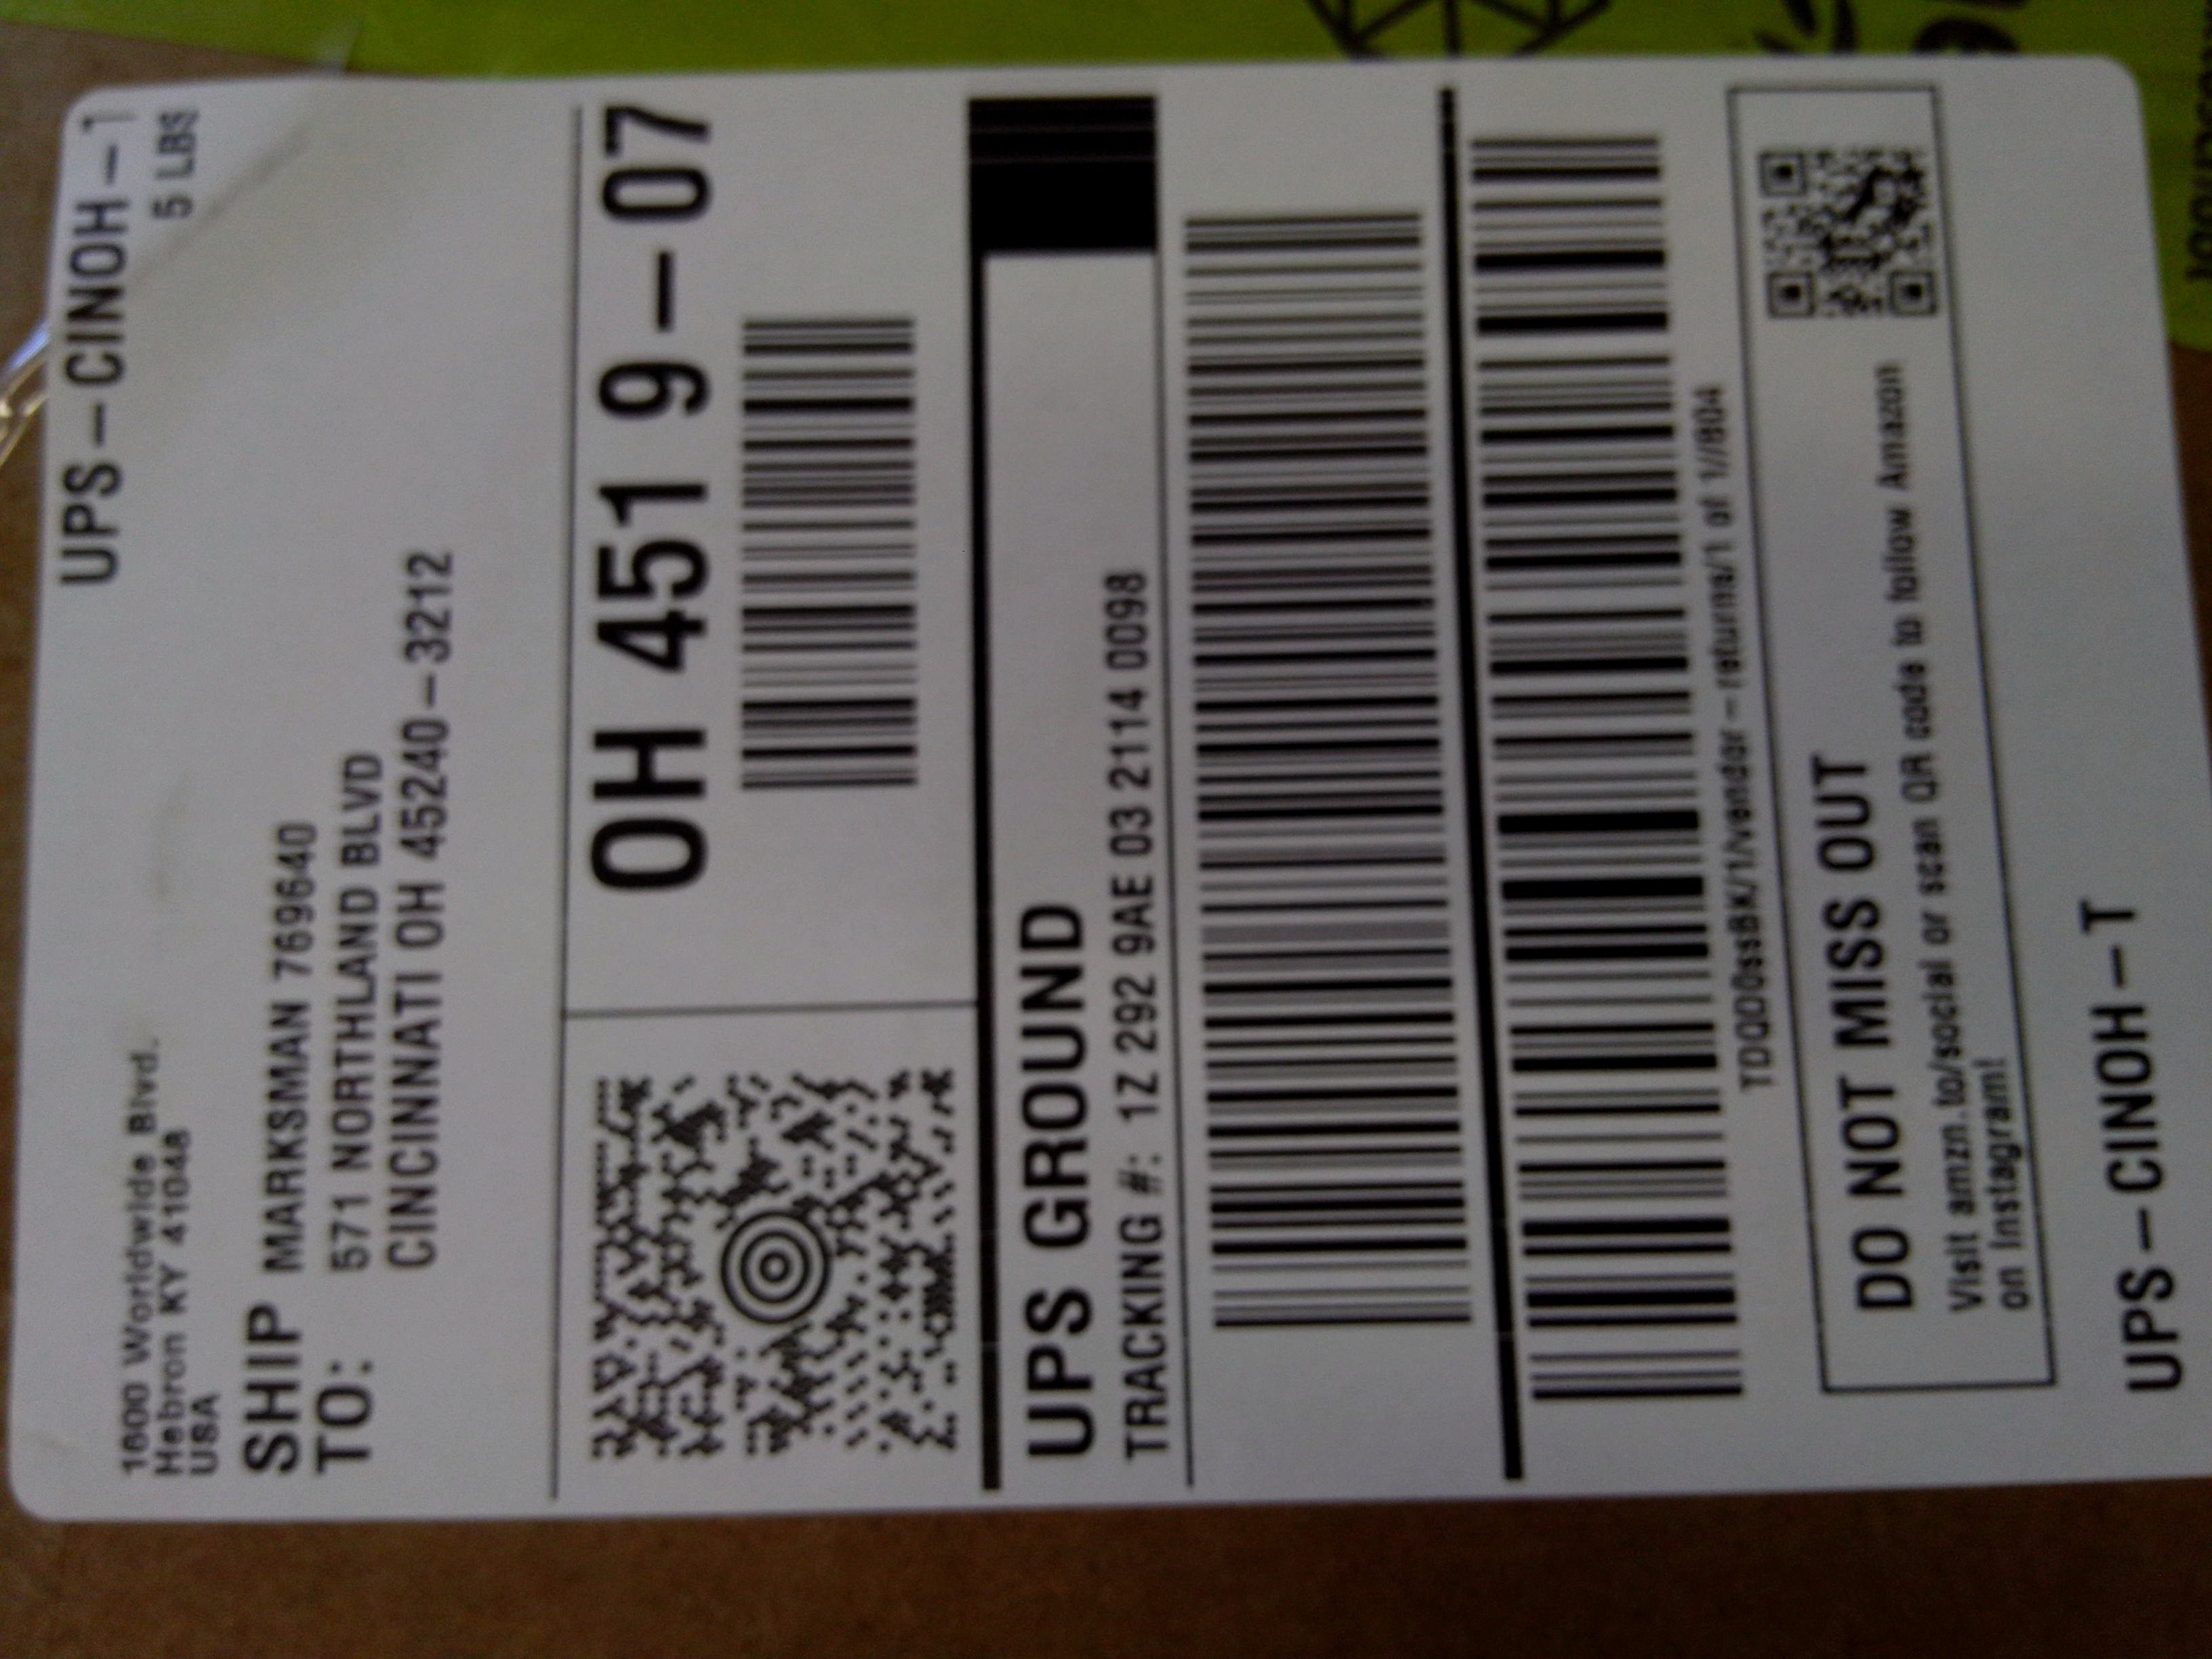 UPS-CINOH-T
5 LBS
1600 Worldwide Blvd.
Hebron KY 41048
USA
SHIP TO:
MARKSMAN 769640
571 NORTHLAND BLVD
CINCINNATI OH 45240-3212
OH 451 9-07
UPS GROUND
TRACKING #: 1Z 292 9AE 03 2114 0098
DO NOT MISS OUT
Visit amzn.to/social or scan QR code to follow Amazon
on Instagram!
UPS-CINOH-T